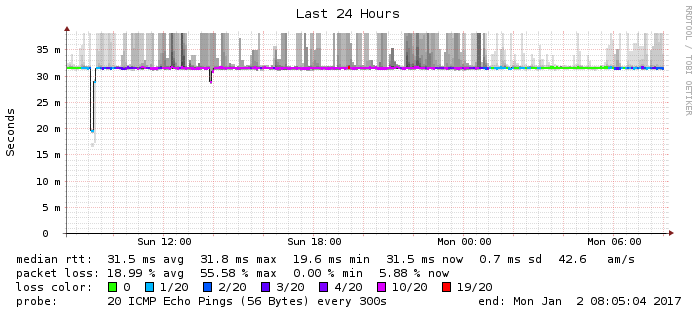 Last 24 Hours
RRDTOOL / TOBI OETIKER
Seconds
35 m
30 m
25 m
20 m
15 m
10 m
5 m
0
Sun 12:00 Sun 18:00 Mon 00:00 Mon 06:00
median rtt: 31.5 ms avg 31.8 ms max 19.6 ms min 31.5 ms now 0.7 ms sd 42.6 am/s
packet loss: 18.99 % avg 55.58 % max 0.00 % min 5.88 % now
loss color: 0 1/20 2/20 3/20 4/20 10/20 19/20
probe: 20 ICMP Echo Pings (56 Bytes) every 300s end: Mon Jan 2 08:05:04 2017